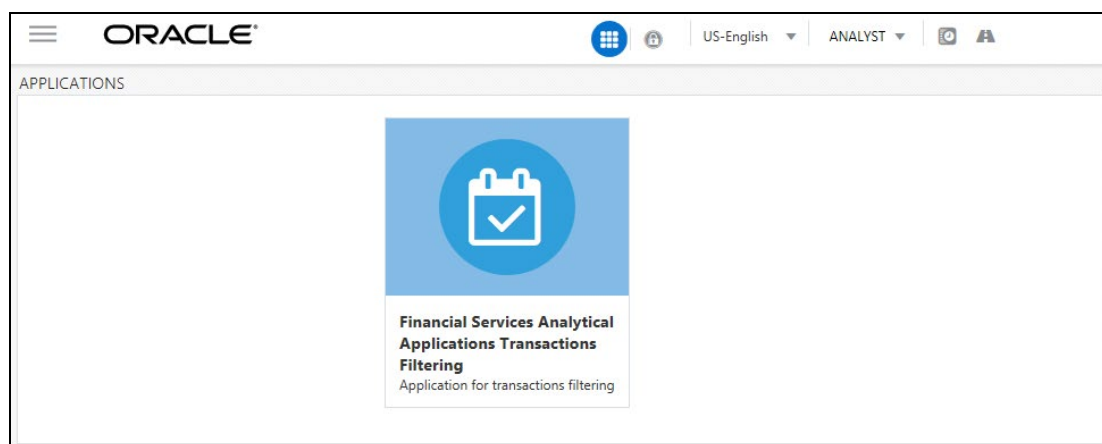 ORACLE®
US-English
ANALYST
APPLICATIONS
Financial Services Analytical
Applications Transactions
Filtering
Application for transactions filtering